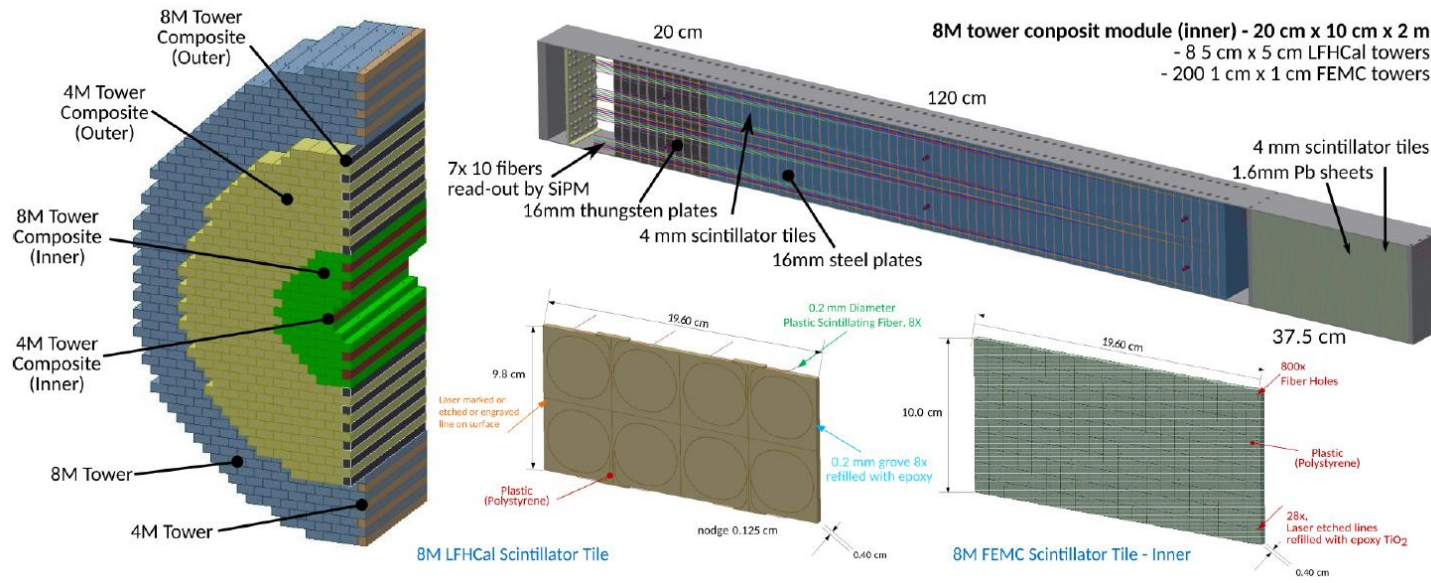 8M Tower
Composite
(Outer)
4M Tower
Composite
(Outer)
8M Tower
Composite
(Inner)
4M Tower
Composite
(Inner)
8M Tower
4M Tower
8M tower conposit module (inner) - 20 cm x 10 cm x 2 m
- 8 5 cm x 5 cm LFHCal towers
- 200 1 cm x 1 cm FEMC towers
20 cm
120 cm
7x 10 fibers
read-out by SiPM
16mm thungsten plates
4 mm scintillator tiles
16mm steel plates
4 mm scintillator tiles
1.6mm Pb sheets
37.5 cm
19.60 cm
0.2 mm Diameter
Plastic Scintillating Fiber, 8X
9.8 cm
Laser marked or
etched or engraved
line on surface
0.2 mm grove 8x
refilled with epoxy
Plastic
(Polystyrene)
nodge 0.125 cm
0.40 cm
8M LFHCal Scintillator Tile
19.60 cm
800x
Fiber Holes
10.0 cm
Plastic
(Polystyrene)
28x,
Laser etched lines
refilled with epoxy TiO2
0.40 cm
8M FEMC Scintillator Tile - Inner